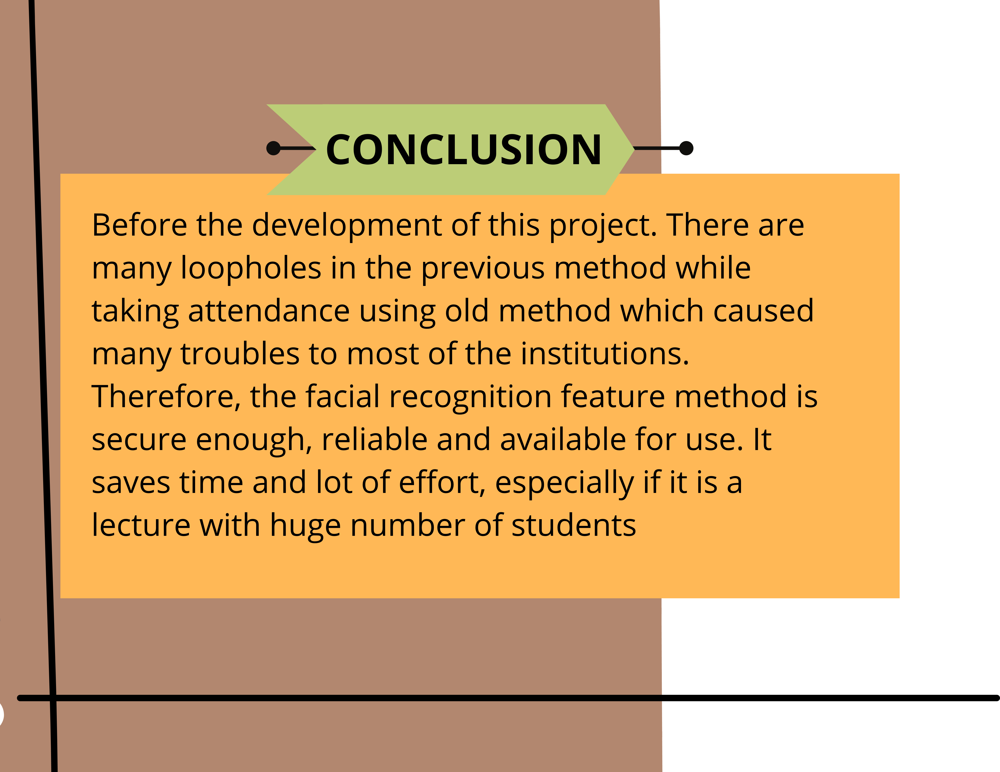 CONCLUSION
Before the development of this project. There are
many loopholes in the previous method while
taking attendance using old method which caused
many troubles to most of the institutions.
Therefore, the facial recognition feature method is
secure enough, reliable and available for use. It
saves time and lot of effort, especially if it is a
lecture with huge number of students